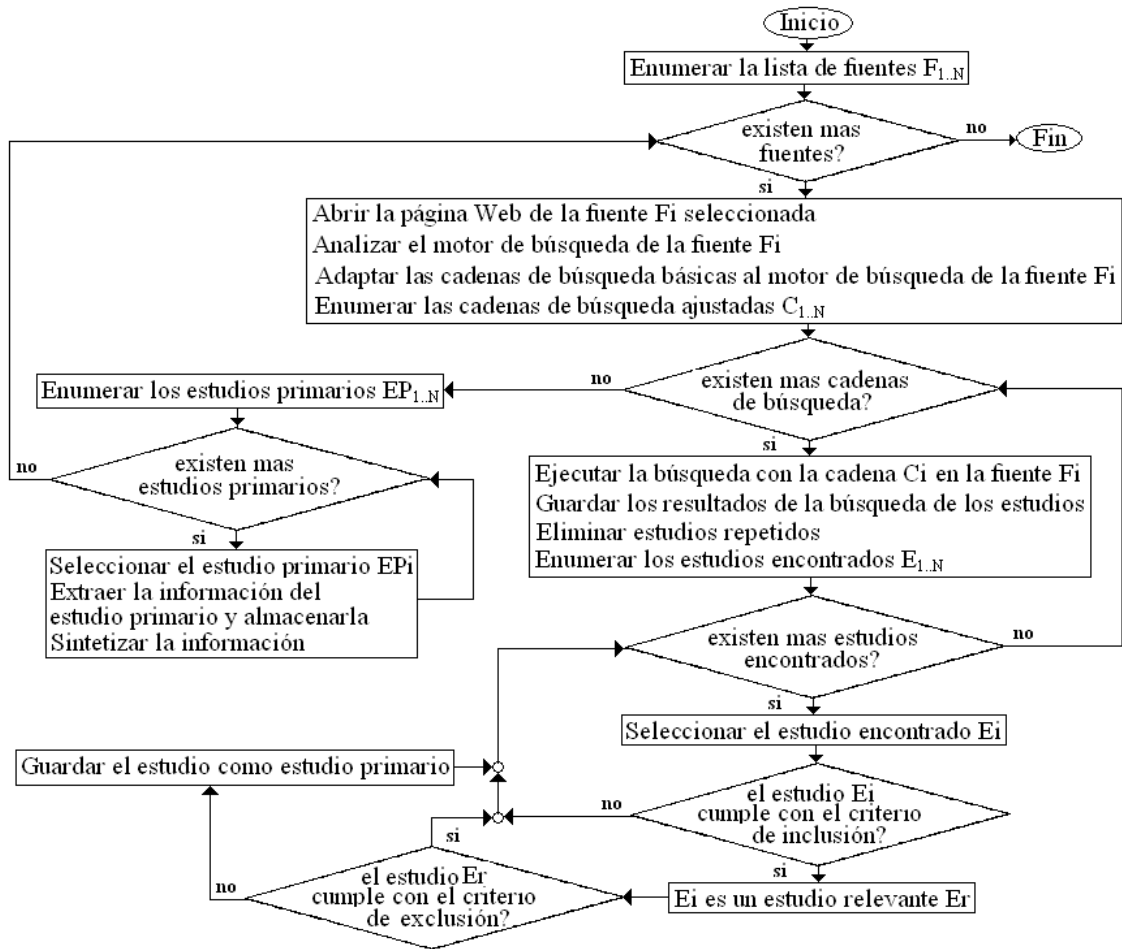 Inicio
Enumerar la lista de fuentes F1..N
existen mas
fuentes?
no
Fin
si
Abrir la página Web de la fuente Fi seleccionada
Analizar el motor de búsqueda de la fuente Fi
Adaptar las cadenas de búsqueda básicas al motor de búsqueda de la fuente Fi
Enumerar las cadenas de búsqueda ajustadas C1..N
existen mas cadenas
de búsqueda?
no
Enumerar los estudios primarios EP1..N
existen mas
estudios primarios?
no
si
Seleccionar el estudio primario EPi
Extraer la información del
estudio primario y almacenarla
Sintetizar la información
si
Ejecutar la búsqueda con la cadena Ci en la fuente Fi
Guardar los resultados de la búsqueda de los estudios
Eliminar estudios repetidos
Enumerar los estudios encontrados E1..N
existen mas estudios
encontrados?
no
si
Seleccionar el estudio encontrado Ei
el estudio Ei
cumple con el criterio
de inclusión?
no
si
Ei es un estudio relevante Er
el estudio Er
cumple con el criterio
de exclusión?
si
no
Guardar el estudio como estudio primario